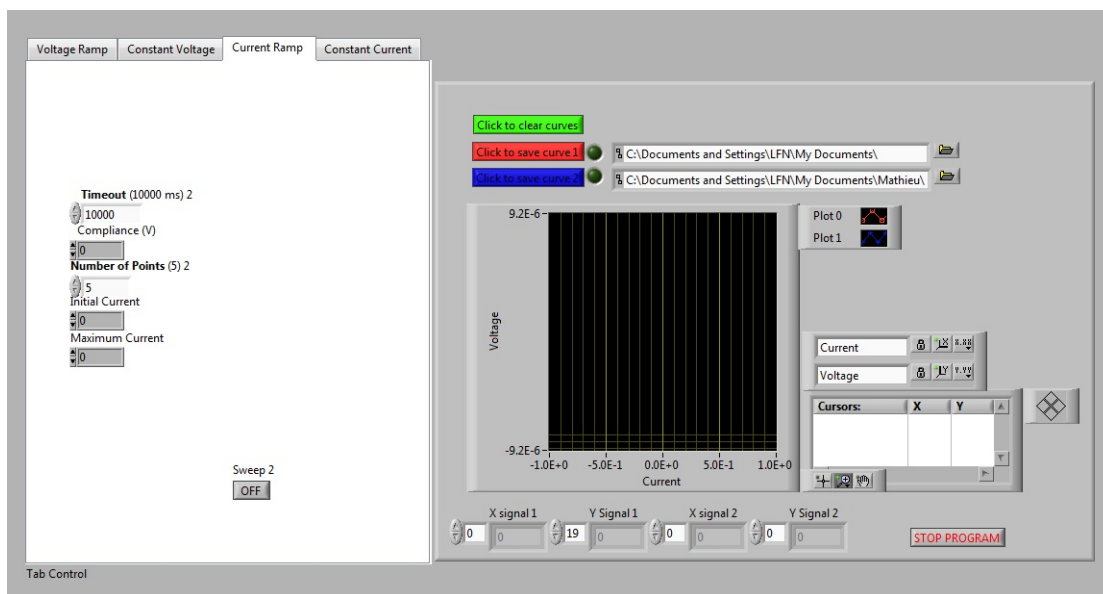 Voltage Ramp Constant Voltage Current Ramp Constant Current
Timeout (10000 ms) 2
10000
Compliance (V)
0
Number of Points (5) 2
5
Initial Current
0
Maximum Current
0
Sweep 2
OFF
Tab Control
Click to clear curves
Click to save curve 1 C:\Documents and Settings\LFN\My Documents\
Click to save curve 2 C:\Documents and Settings\LFN\My Documents\Mathieu\
9.2E-6
Voltage
-9.2E-6
-1.0E+0 -5.0E-1 0.0E+0 5.0E-1 1.0E+0
Current
Plot 0
Plot 1
Current X X.XX
Voltage Y Y.YY
Cursors: X Y
X signal 1 Y Signal 1 X signal 2 Y Signal 2
0 0 19 0 0 0 0 0
STOP PROGRAM